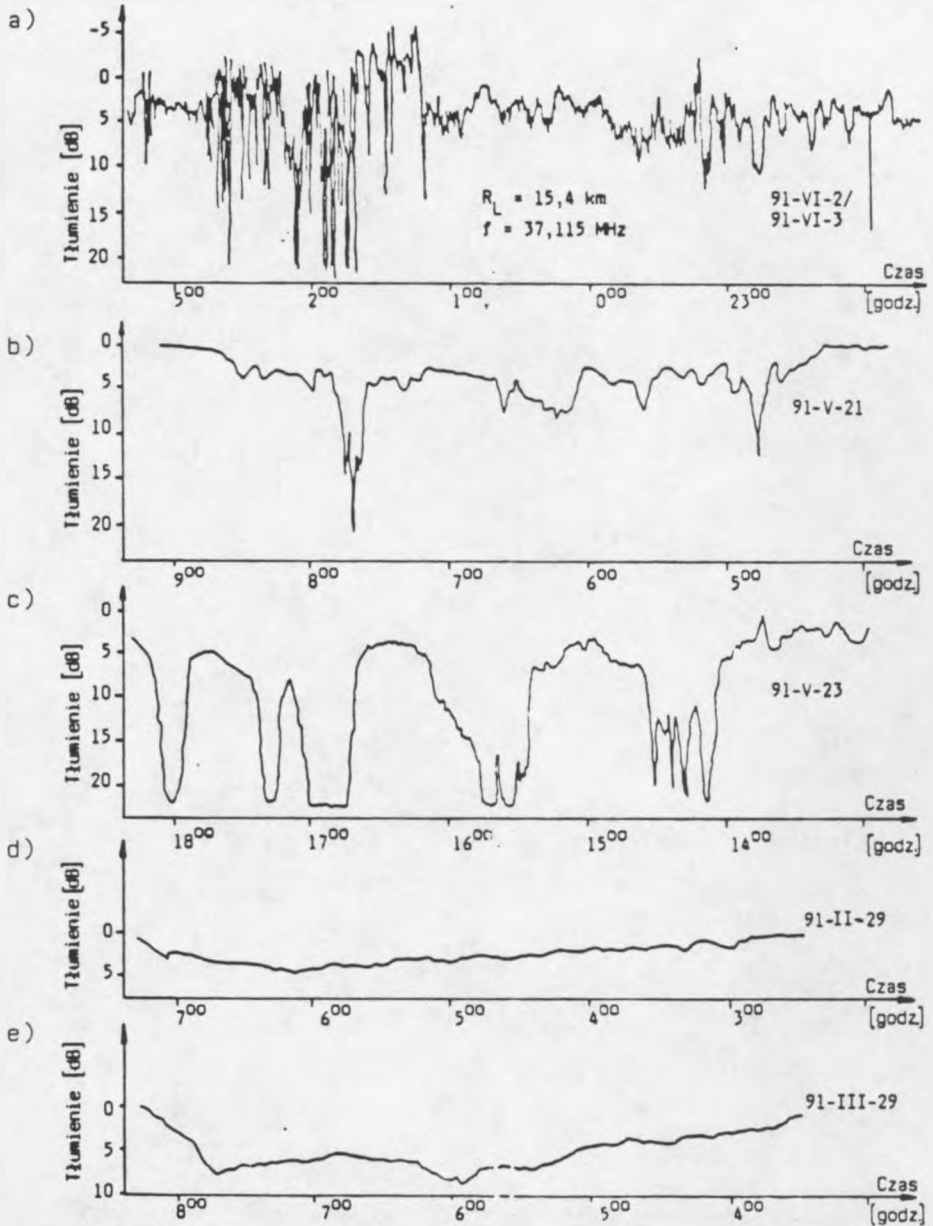 a)
Tłumienie [dB]
-5
0
5
10
15
20
R_L = 15,4 km
f = 37,115 MHz
91-VI-2/
91-VI-3
Czas
[godz.]
5⁰⁰ 2⁰⁰ 1⁰⁰ 0⁰⁰ 23⁰⁰
b)
Tłumienie [dB]
0
5
10
15
20
91-V-21
Czas
[godz.]
9⁰⁰ 8⁰⁰ 7⁰⁰ 6⁰⁰ 5⁰⁰
c)
Tłumienie [dB]
0
5
10
15
20
91-V-23
Czas
[godz.]
18⁰⁰ 17⁰⁰ 16⁰⁰ 15⁰⁰ 14⁰⁰
d)
Tłumienie [dB]
0
5
91-II-29
Czas
[godz.]
7⁰⁰ 6⁰⁰ 5⁰⁰ 4⁰⁰ 3⁰⁰
e)
Tłumienie [dB]
0
5
10
91-III-29
Czas
[godz.]
8⁰⁰ 7⁰⁰ 6⁰⁰ 5⁰⁰ 4⁰⁰